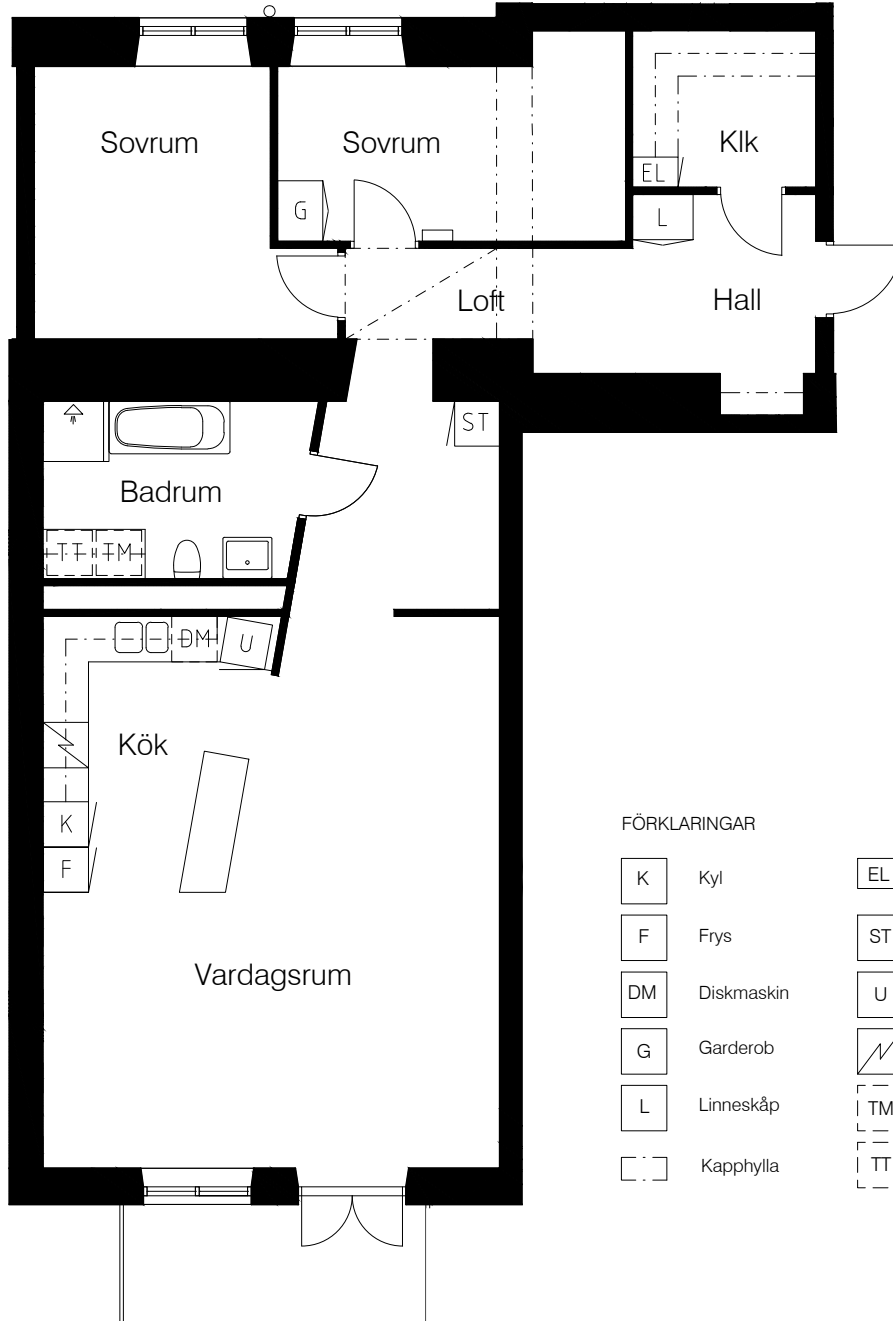 Sovrum
Sovrum
Klk
EL
G
L
Loft
Hall
ST
Badrum
TT TM
DM U
Kök
K
F
Vardagsrum
FÖRKLARINGAR
K Kyl EL
F Frys ST
DM Diskmaskin U
G Garderob
L Linneskåp TM
Kapphylla TT